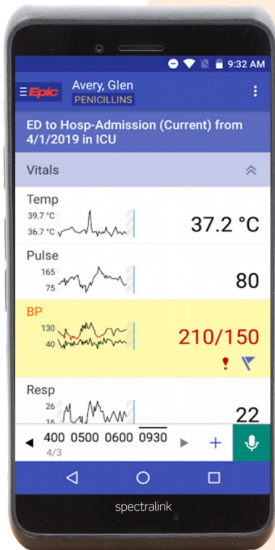 9:32 AM
Epic
Avery, Glen
PENICILLINS
ED to Hosp-Admission (Current) from
4/1/2019 in ICU
Vitals
Temp
39.7 °C
36.7 °C
37.2 °C
Pulse
165
75
80
BP
130
40
210/150
Resp
26
16
22
400 0500 0600 0930
4/3
spectralink